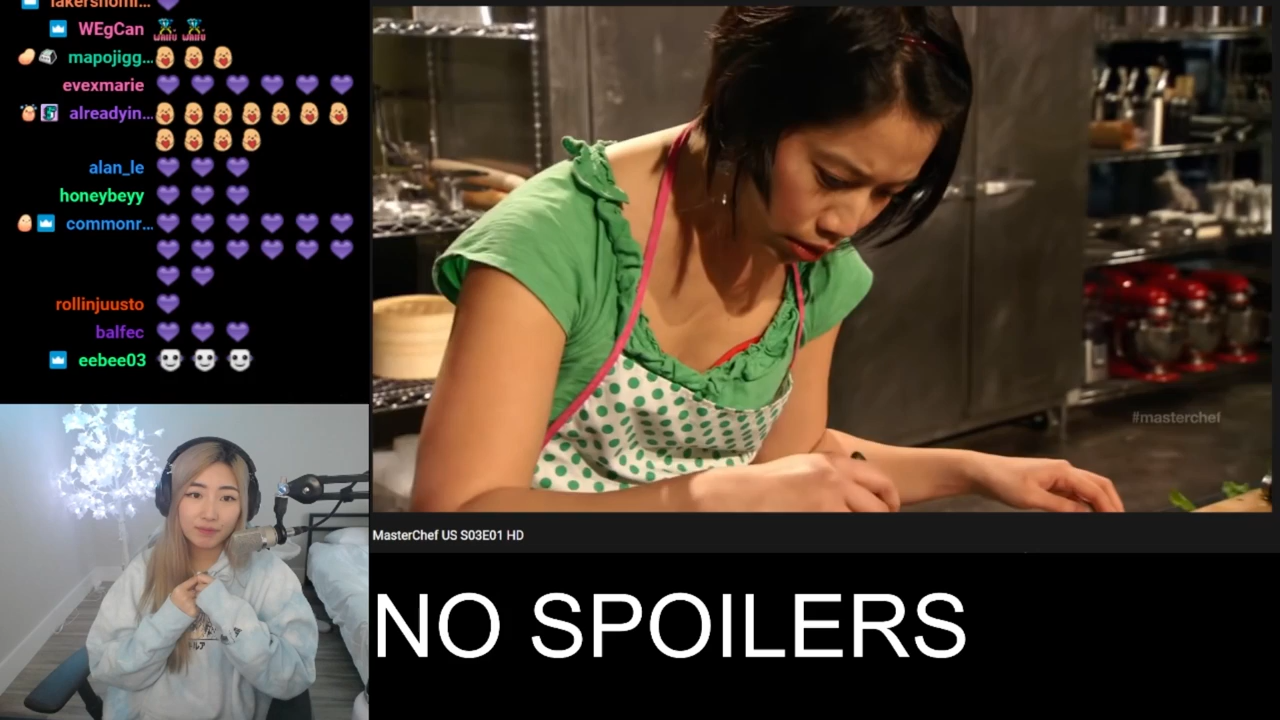 WEgCan
mapojigg...
evexmarie
alreadyin...
alan_le
honeybeyy
commonr...
rollinjuusto
balfec
eebee03
#masterchef
MasterChef US S03E01 HD
NO SPOILERS